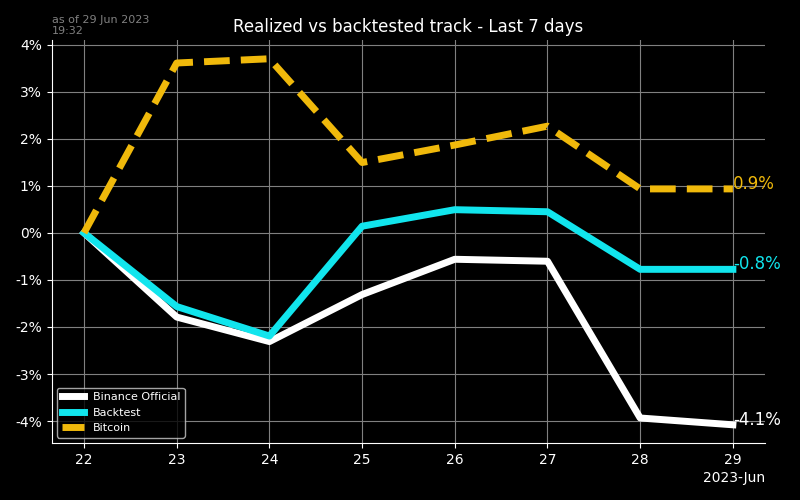 as of 29 Jun 2023
19:32
Realized vs backtested track - Last 7 days
4%
3%
2%
1%
0%
-1%
-2%
-3%
-4%
0.9%
-0.8%
-4.1%
Binance Official
Backtest
Bitcoin
22 23 24 25 26 27 28 29
2023-Jun